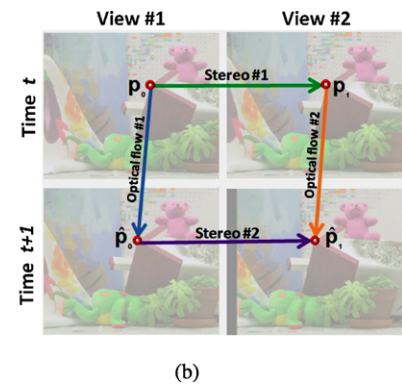 View #1 View #2
Time t
p₀ Stereo #1 p₁
Optical flow #1
Optical flow #2
Time t+1
p̂₀ Stereo #2 p̂₁
(b)